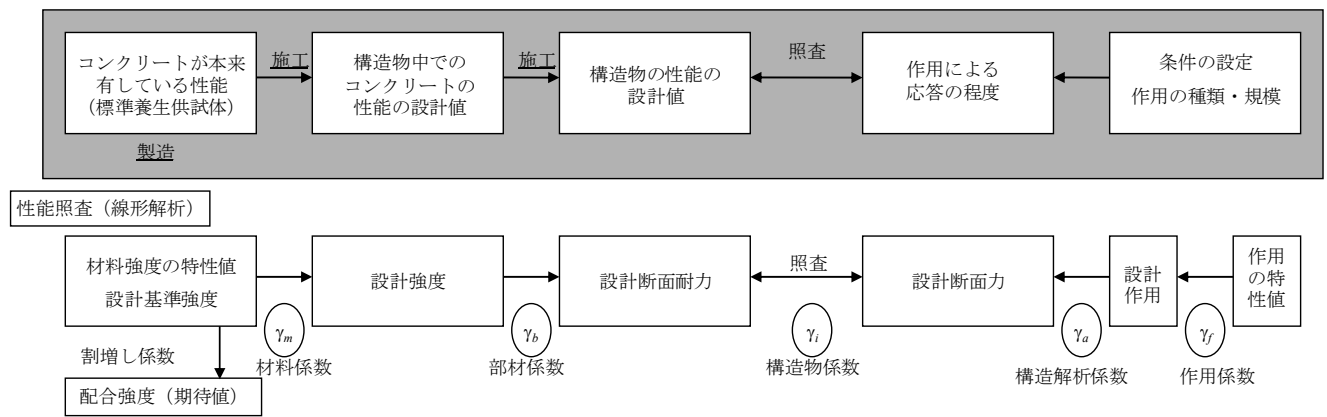 コンクリートが本来
有している性能
（標準養生供試体）
施工
構造物中での
コンクリートの
性能の設計値
施工
構造物の性能の
設計値
照査
作用による
応答の程度
条件の設定
作用の種類・規模
製造
性能照査（線形解析）
材料強度の特性値
設計基準強度
設計強度
設計断面耐力
照査
設計断面力
設計
作用
作用
の特
性値
γm
γb
γi
γa
γf
割増し係数
材料係数
部材係数
構造物係数
構造解析係数
作用係数
配合強度（期待値）